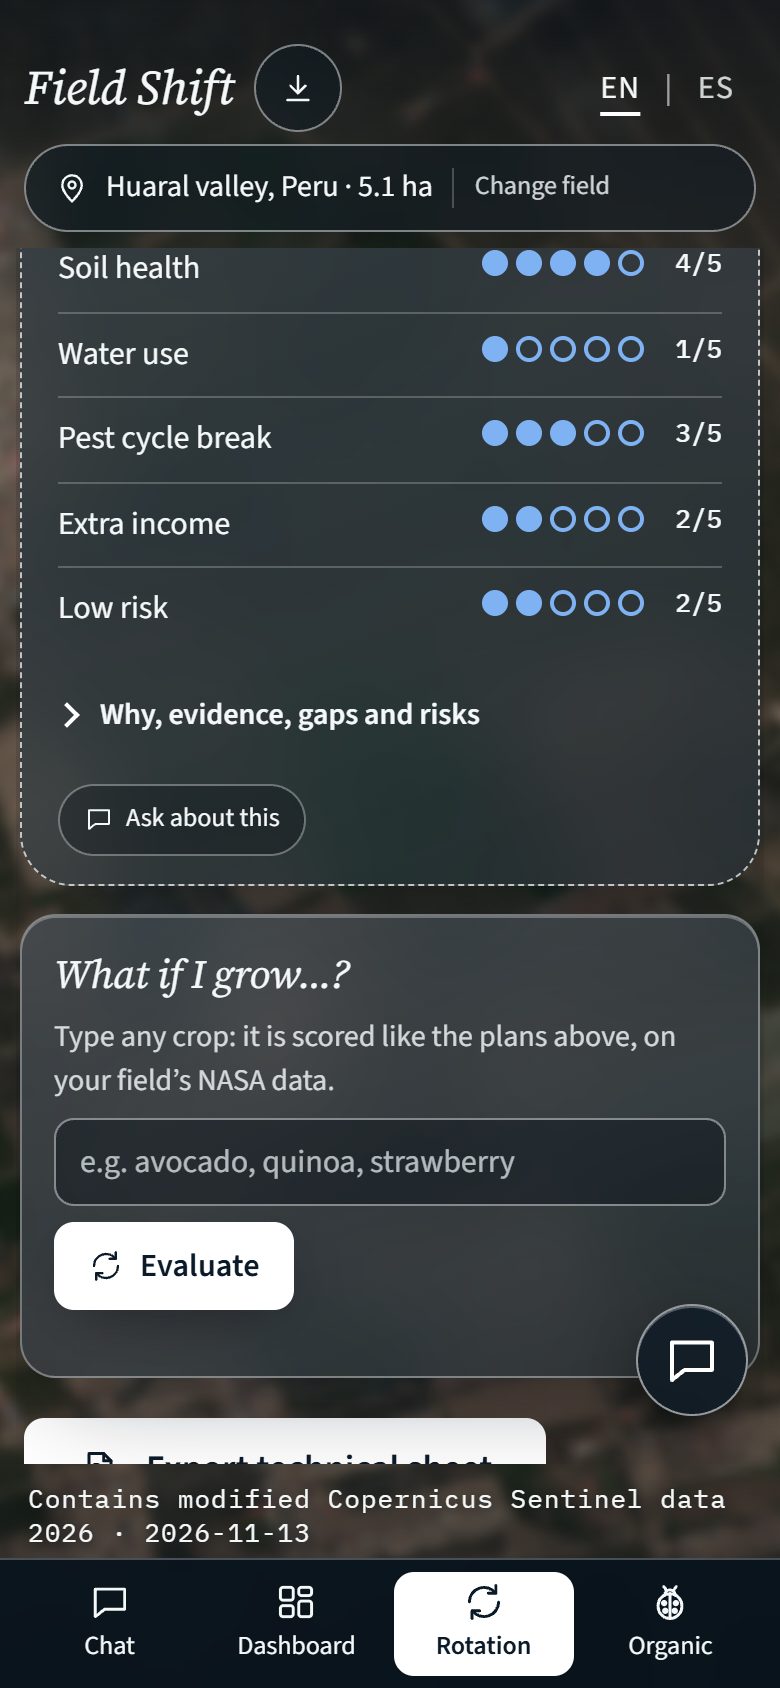 Field Shift
EN | ES
Huaral valley, Peru · 5.1 ha | Change field
Soil health 4/5
Water use 1/5
Pest cycle break 3/5
Extra income 2/5
Low risk 2/5
Why, evidence, gaps and risks
Ask about this
What if I grow...?
Type any crop: it is scored like the plans above, on
your field’s NASA data.
e.g. avocado, quinoa, strawberry
Evaluate
Export technical sheet
Contains modified Copernicus Sentinel data
2026 · 2026-11-13
Chat
Dashboard
Rotation
Organic